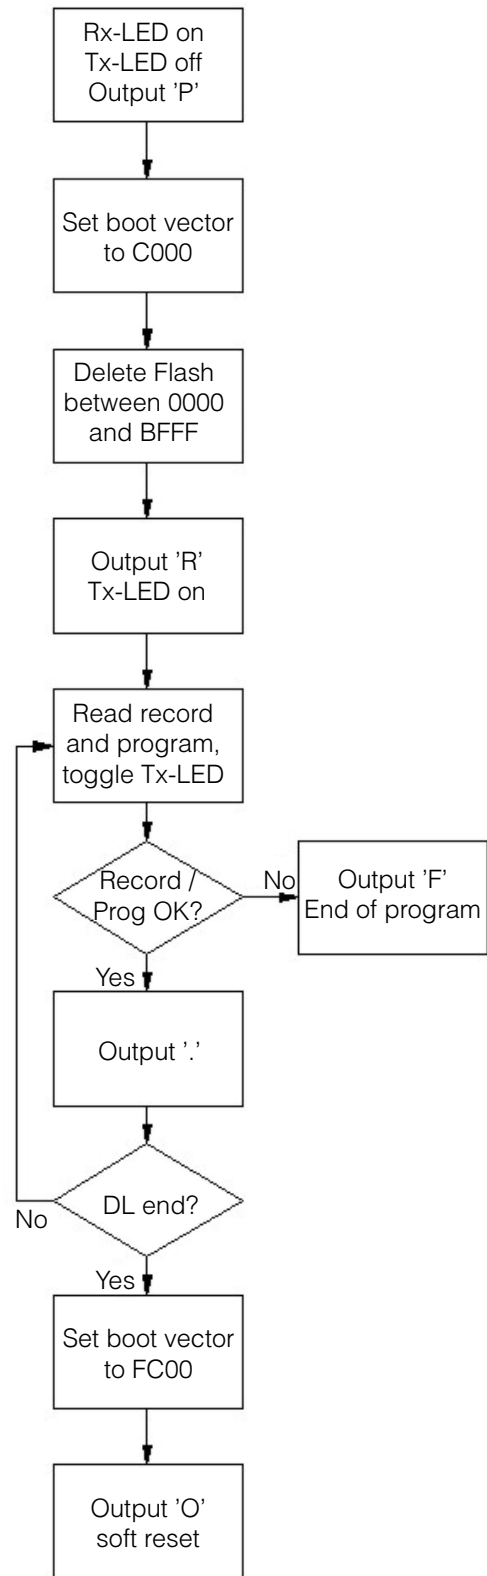 Rx-LED on
Tx-LED off
Output ’P’
Set boot vector
to C000
Delete Flash
between 0000
and BFFF
Output ’R’
Tx-LED on
Read record
and program,
toggle Tx-LED
Record /
Prog OK?
No
Output ’F’
End of program
Yes
Output ’.’
DL end?
No
Yes
Set boot vector
to FC00
Output ’O’
soft reset